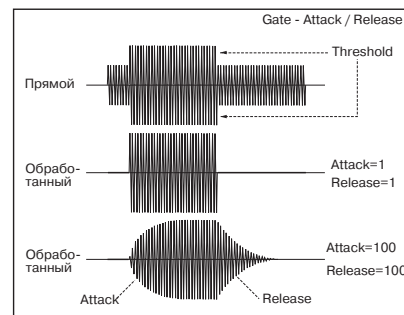 Gate - Attack / Release
Threshold
Прямой
Обрабо-
танный
Attack=1
Release=1
Обрабо-
танный
Attack=100
Release=100
Attack
Release